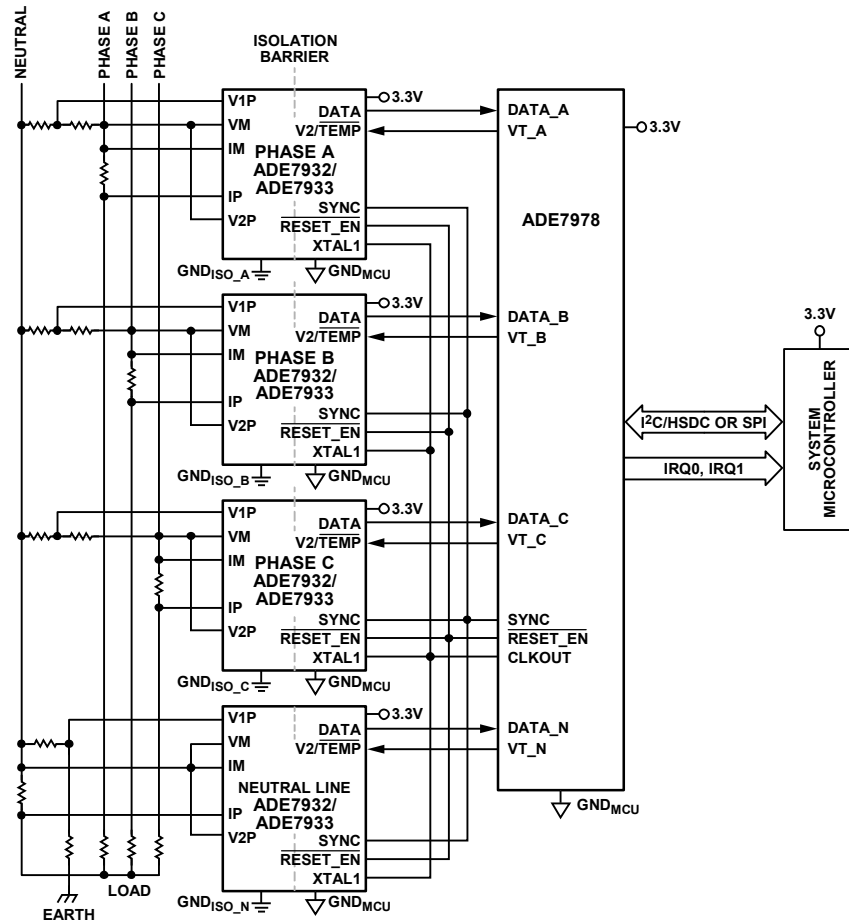 NEUTRAL
PHASE A
PHASE B
PHASE C
ISOLATION
BARRIER
V1P
VM
IM
IP
V2P
PHASE A
ADE7932/
ADE7933
3.3V
DATA
V2/TEMP
SYNC
RESET_EN
XTAL1
GNDISO_A
GNDMCU
V1P
VM
IM
IP
V2P
PHASE B
ADE7932/
ADE7933
3.3V
DATA
V2/TEMP
SYNC
RESET_EN
XTAL1
GNDISO_B
GNDMCU
V1P
VM
IM
IP
V2P
PHASE C
ADE7932/
ADE7933
3.3V
DATA
V2/TEMP
SYNC
RESET_EN
XTAL1
GNDISO_C
GNDMCU
V1P
VM
IM
IP
V2P
NEUTRAL LINE
ADE7932/
ADE7933
3.3V
DATA
V2/TEMP
SYNC
RESET_EN
XTAL1
GNDISO_N
GNDMCU
EARTH
LOAD
DATA_A
VT_A
3.3V
ADE7978
DATA_B
VT_B
DATA_C
VT_C
SYNC
RESET_EN
CLKOUT
DATA_N
VT_N
GNDMCU
I2C/HSDC OR SPI
IRQ0, IRQ1
3.3V
SYSTEM
MICROCONTROLLER